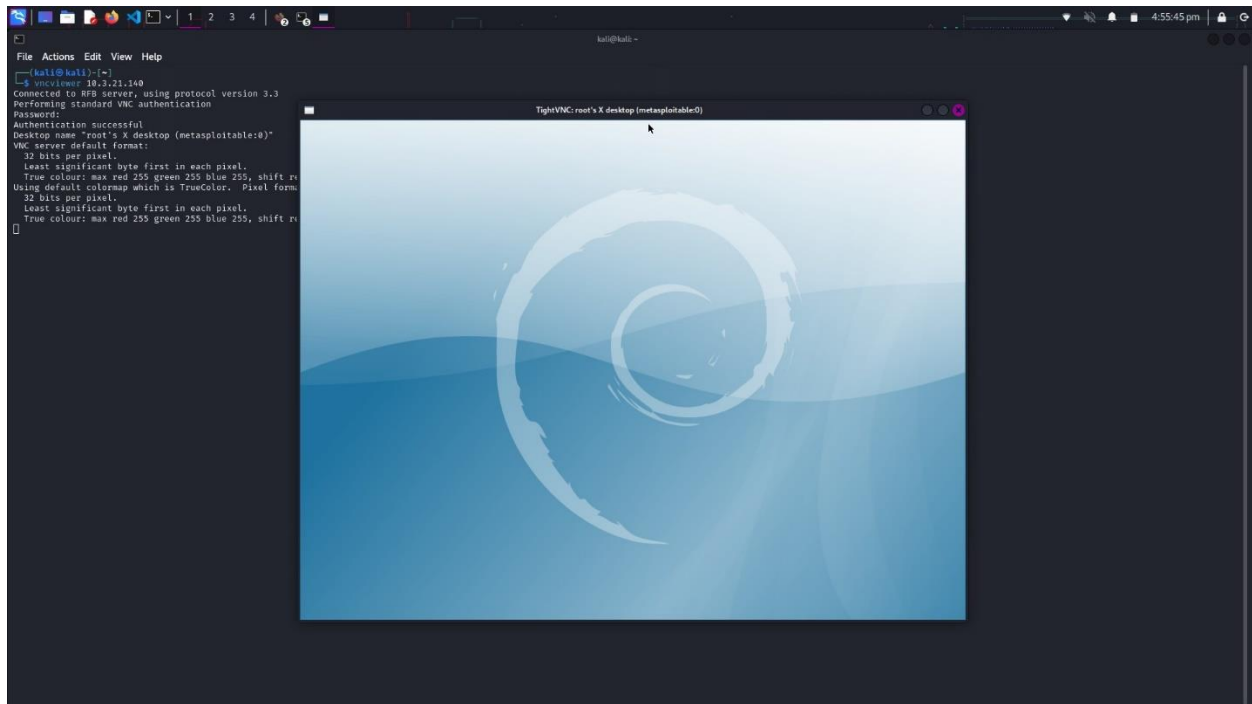 1 2 3 4
4:55:45 pm
kali@kali: ~
File Actions Edit View Help
(kali㉿kali)-[~]
$ vncviewer 10.3.21.140
Connected to RFB server, using protocol version 3.3
Performing standard VNC authentication
Password:
Authentication successful
Desktop name "root's X desktop (metasploitable:0)"
VNC server default format:
32 bits per pixel.
Least significant byte first in each pixel.
True colour: max red 255 green 255 blue 255, shift re
Using default colormap which is TrueColor. Pixel forma
32 bits per pixel.
Least significant byte first in each pixel.
True colour: max red 255 green 255 blue 255, shift re
TightVNC: root's X desktop (metasploitable:0)